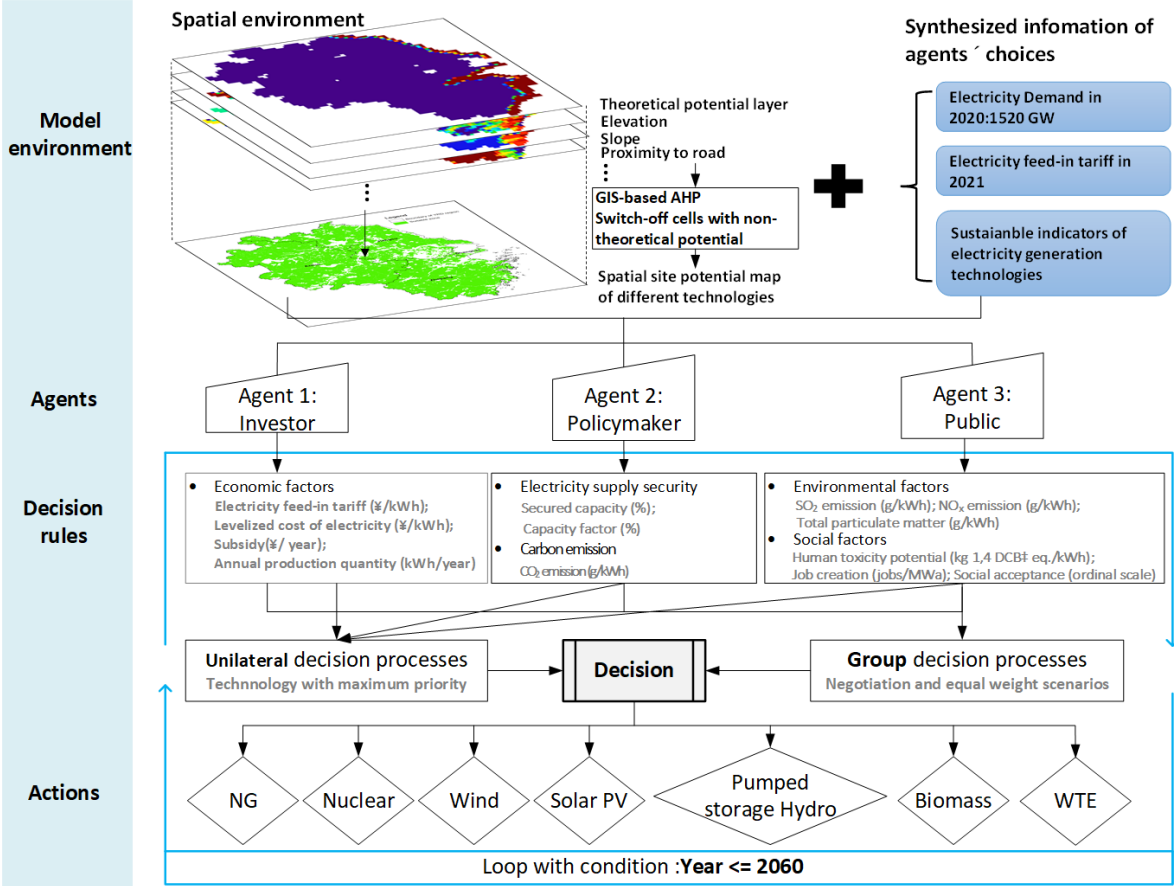 Spatial environment
Synthesized infomation of
agents ´ choices
Model
environment
Theoretical potential layer
Elevation
Slope
Proximity to road
GIS-based AHP
Switch-off cells with non-
theoretical potential
Spatial site potential map
of different technologies
Electricity Demand in
2020:1520 GW
Electricity feed-in tariff in
2021
Sustaianble indicators of
electricity generation
technologies
Agents
Agent 1:
Investor
Agent 2:
Policymaker
Agent 3:
Public
Decision
rules
• Economic factors
Electricity feed-in tariff (¥/kWh);
Levelized cost of electricity (¥/kWh);
Subsidy(¥/ year);
Annual production quantity (kWh/year)
• Electricity supply security
Secured capacity (%);
Capacity factor (%)
• Carbon emission
CO₂ emission (g/kWh)
• Environmental factors
SO₂ emission (g/kWh); NOₓ emission (g/kWh);
Total particulate matter (g/kWh)
• Social factors
Human toxicity potential (kg 1,4 DCB‡ eq./kWh);
Job creation (jobs/MWa); Social acceptance (ordinal scale)
Unilateral decision processes
Technnology with maximum priority
Decision
Group decision processes
Negotiation and equal weight scenarios
Actions
NG
Nuclear
Wind
Solar PV
Pumped
storage Hydro
Biomass
WTE
Loop with condition :Year <= 2060